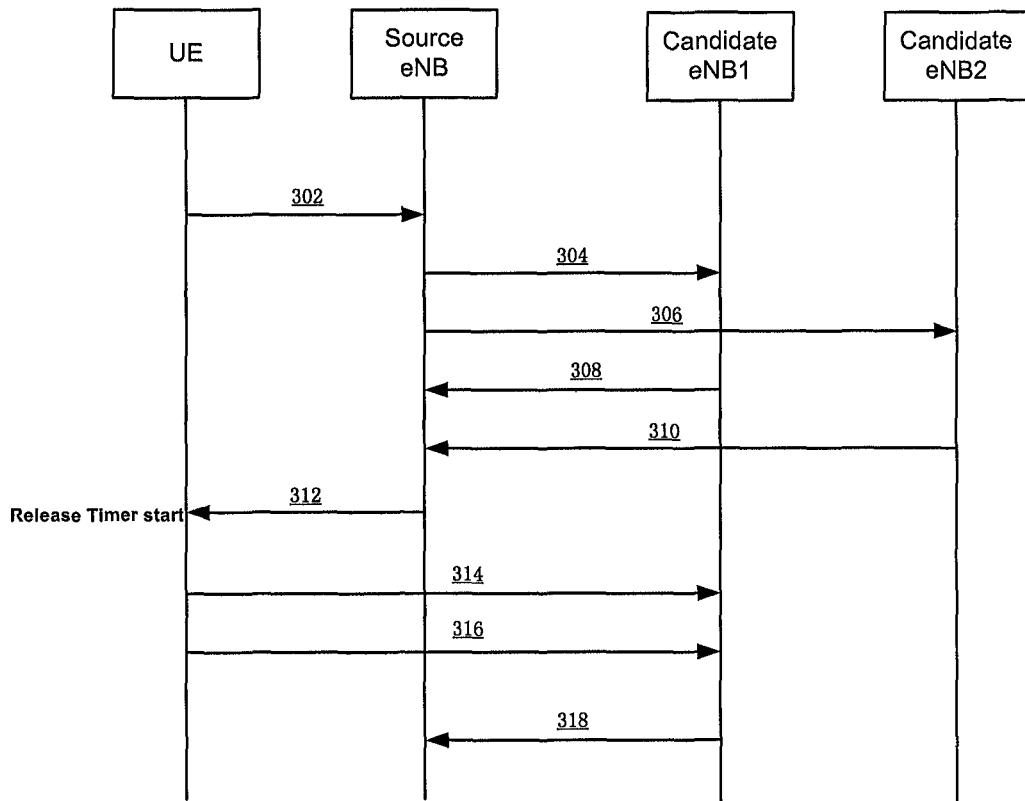 UE
Source
eNB
Candidate
eNB1
Candidate
eNB2
302
304
306
308
310
312
Release Timer start
314
316
318